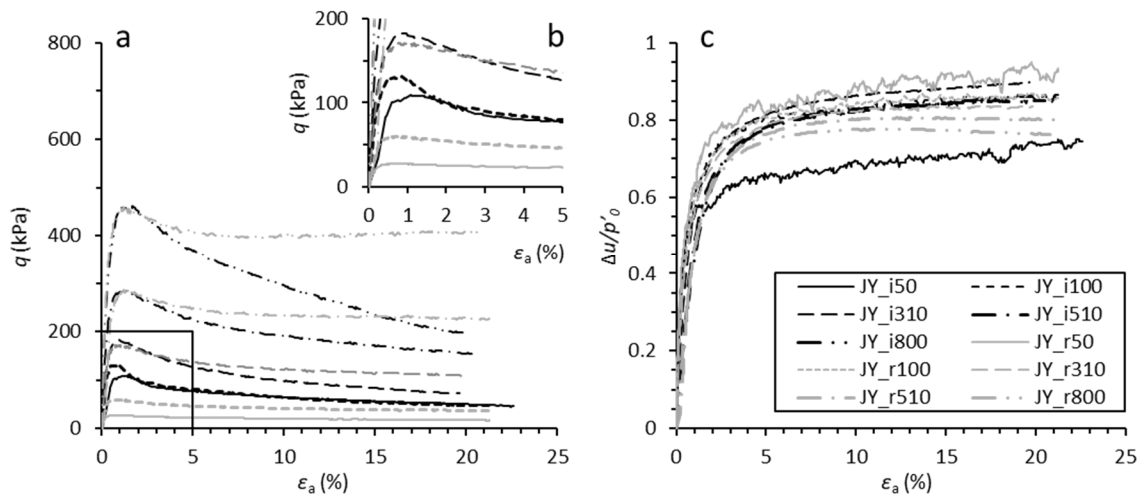 a
q (kPa)
800
600
400
200
0
0 5 10 15 20 25
εa (%)
b
q (kPa)
200
100
0
0 1 2 3 4 5
εa (%)
c
Δu/p'0
1
0.8
0.6
0.4
0.2
0
0 5 10 15 20 25
εa (%)
JY_i50 JY_i100
JY_i310 JY_i510
JY_i800 JY_r50
JY_r100 JY_r310
JY_r510 JY_r800